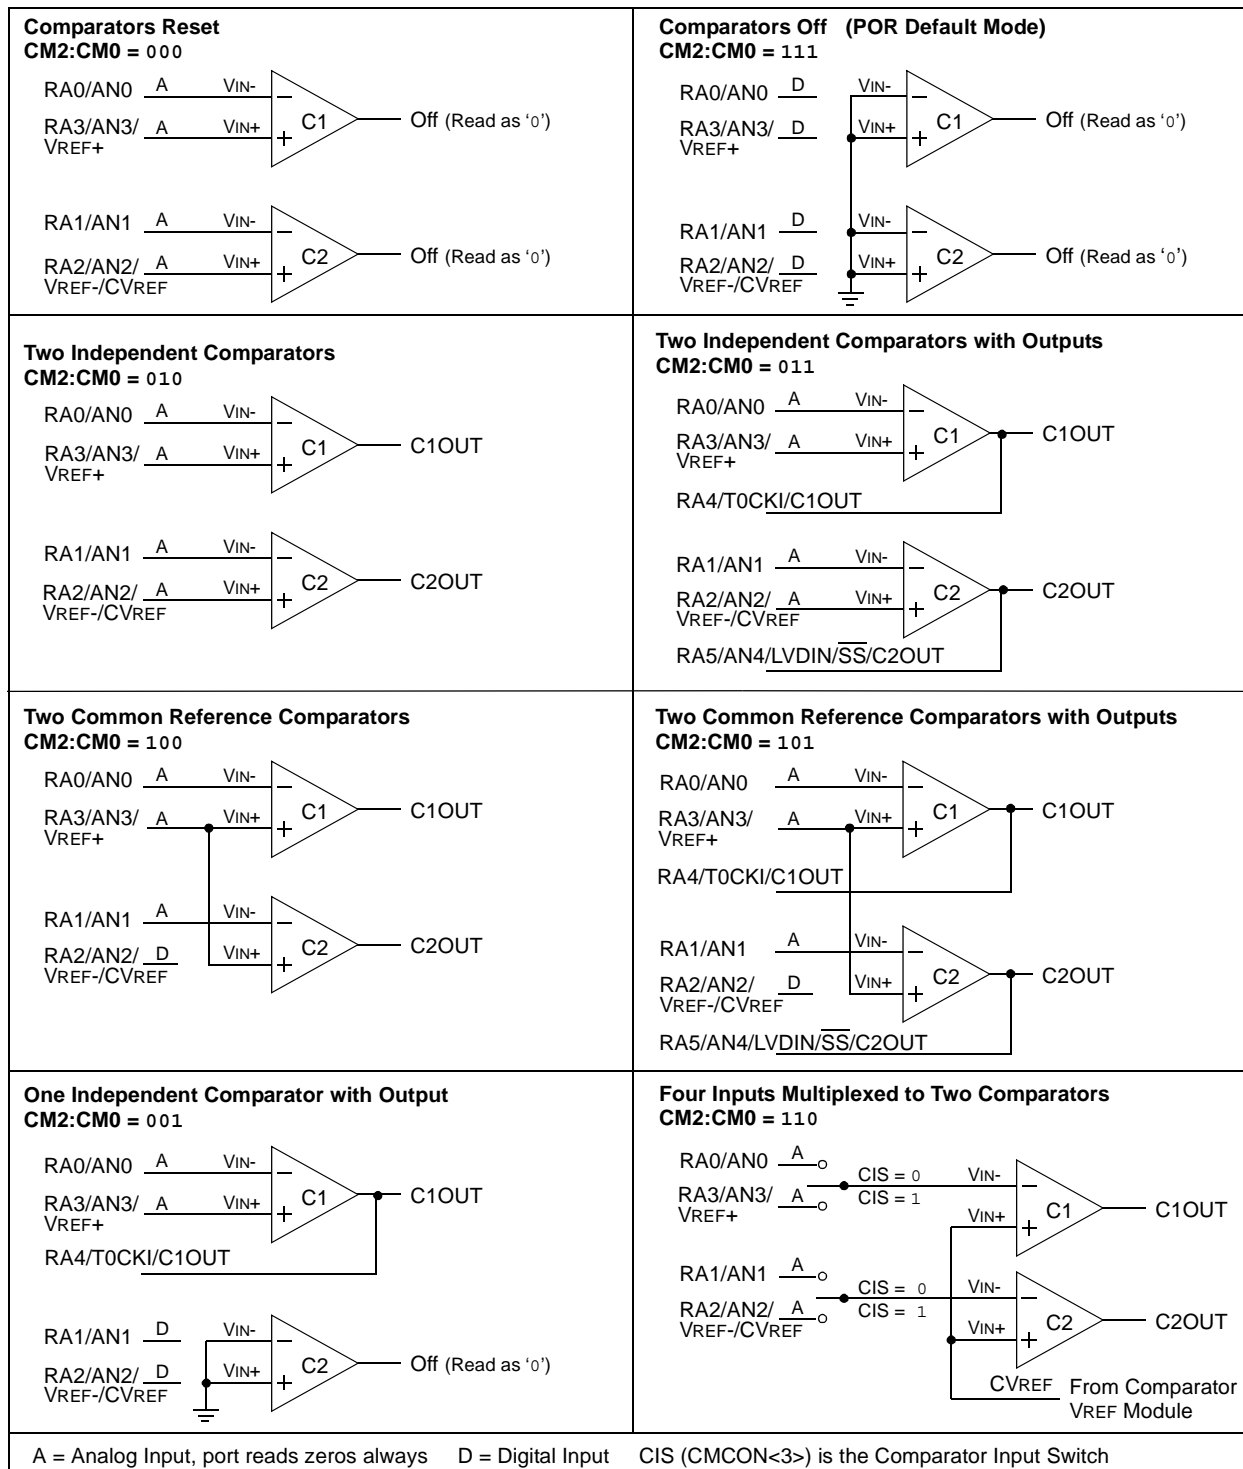 Comparators Reset
CM2:CM0 = 000
RA0/AN0 A VIN-
RA3/AN3/ A VIN+
VREF+
C1
Off (Read as ‘0’)
RA1/AN1 A VIN-
RA2/AN2/ A VIN+
VREF-/CVREF
C2
Off (Read as ‘0’)
Comparators Off (POR Default Mode)
CM2:CM0 = 111
RA0/AN0 D VIN-
RA3/AN3/ D VIN+
VREF+
C1
Off (Read as ‘0’)
RA1/AN1 D VIN-
RA2/AN2/ D VIN+
VREF-/CVREF
C2
Off (Read as ‘0’)
Two Independent Comparators
CM2:CM0 = 010
RA0/AN0 A VIN-
RA3/AN3/ A VIN+
VREF+
C1
C1OUT
RA1/AN1 A VIN-
RA2/AN2/ A VIN+
VREF-/CVREF
C2
C2OUT
Two Independent Comparators with Outputs
CM2:CM0 = 011
RA0/AN0 A VIN-
RA3/AN3/ A VIN+
VREF+
C1
C1OUT
RA4/T0CKI/C1OUT
RA1/AN1 A VIN-
RA2/AN2/ A VIN+
VREF-/CVREF
C2
C2OUT
RA5/AN4/LVDIN/S̅S̅/C2OUT
Two Common Reference Comparators
CM2:CM0 = 100
RA0/AN0 A VIN-
RA3/AN3/ A VIN+
VREF+
C1
C1OUT
RA1/AN1 A VIN-
RA2/AN2/ D VIN+
VREF-/CVREF
C2
C2OUT
Two Common Reference Comparators with Outputs
CM2:CM0 = 101
RA0/AN0 A VIN-
RA3/AN3/ A VIN+
VREF+
C1
C1OUT
RA4/T0CKI/C1OUT
RA1/AN1 A VIN-
RA2/AN2/ D VIN+
VREF-/CVREF
C2
C2OUT
RA5/AN4/LVDIN/S̅S̅/C2OUT
One Independent Comparator with Output
CM2:CM0 = 001
RA0/AN0 A VIN-
RA3/AN3/ A VIN+
VREF+
C1
C1OUT
RA4/T0CKI/C1OUT
RA1/AN1 D VIN-
RA2/AN2/ D VIN+
VREF-/CVREF
C2
Off (Read as ‘0’)
Four Inputs Multiplexed to Two Comparators
CM2:CM0 = 110
RA0/AN0 A
CIS = 0 VIN-
RA3/AN3/ A CIS = 1
VREF+
VIN+
C1
C1OUT
RA1/AN1 A
CIS = 0 VIN-
RA2/AN2/ A CIS = 1
VREF-/CVREF
VIN+
C2
C2OUT
CVREF From Comparator
VREF Module
A = Analog Input, port reads zeros always D = Digital Input CIS (CMCON<3>) is the Comparator Input Switch